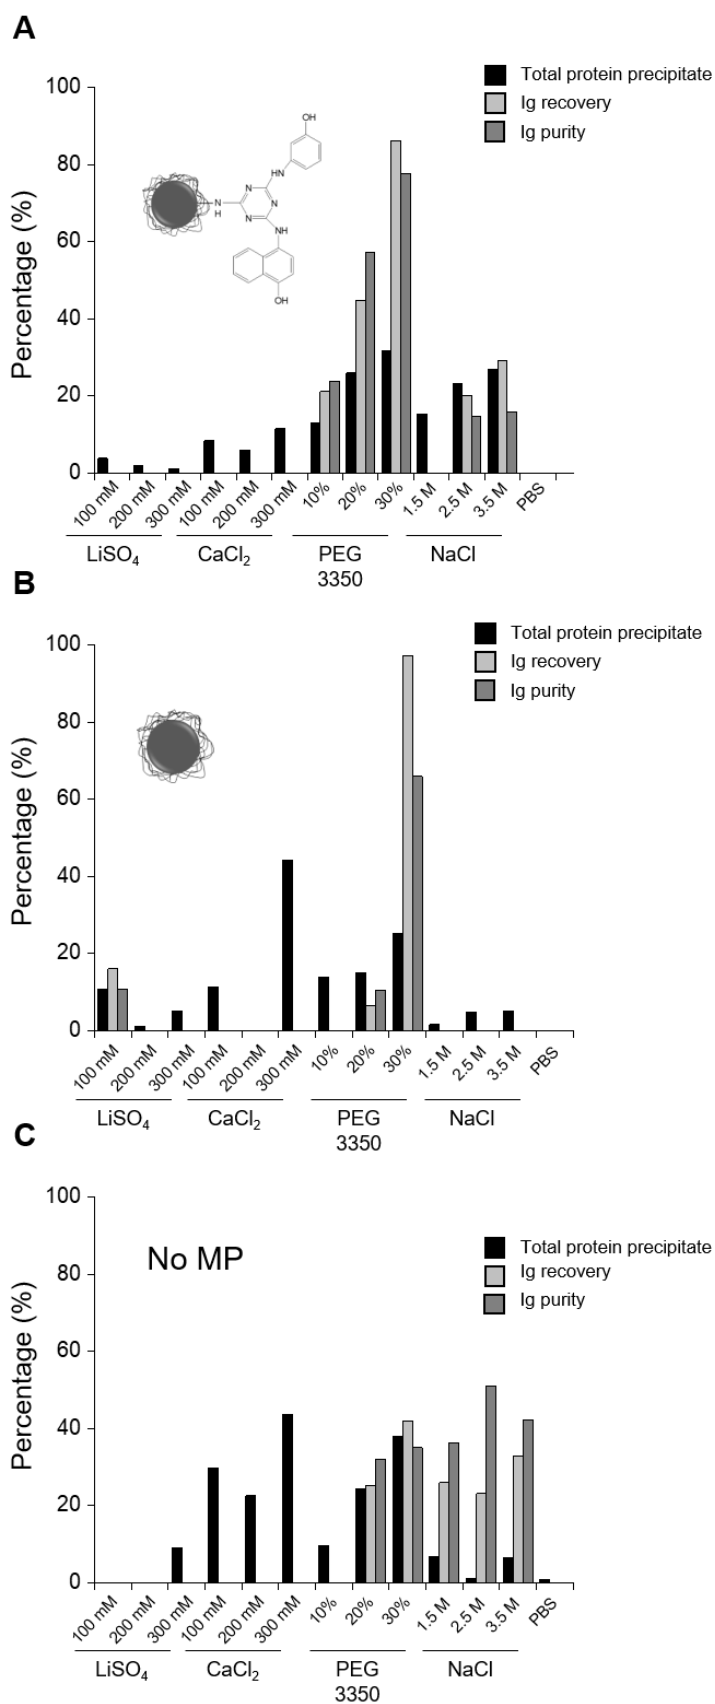 A
Total protein precipitate
Ig recovery
Ig purity
Percentage (%)
100
80
60
40
20
0
OH
HN
N
N
N
N
H
NH
OH
100 mM
200 mM
300 mM
100 mM
200 mM
300 mM
10%
20%
30%
1.5 M
2.5 M
3.5 M
PBS
LiSO₄
CaCl₂
PEG
3350
NaCl
B
Total protein precipitate
Ig recovery
Ig purity
Percentage (%)
100
80
60
40
20
0
100 mM
200 mM
300 mM
100 mM
200 mM
300 mM
10%
20%
30%
1.5 M
2.5 M
3.5 M
PBS
LiSO₄
CaCl₂
PEG
3350
NaCl
C
No MP
Total protein precipitate
Ig recovery
Ig purity
Percentage (%)
100
80
60
40
20
0
100 mM
200 mM
300 mM
100 mM
200 mM
300 mM
10%
20%
30%
1.5 M
2.5 M
3.5 M
PBS
LiSO₄
CaCl₂
PEG
3350
NaCl